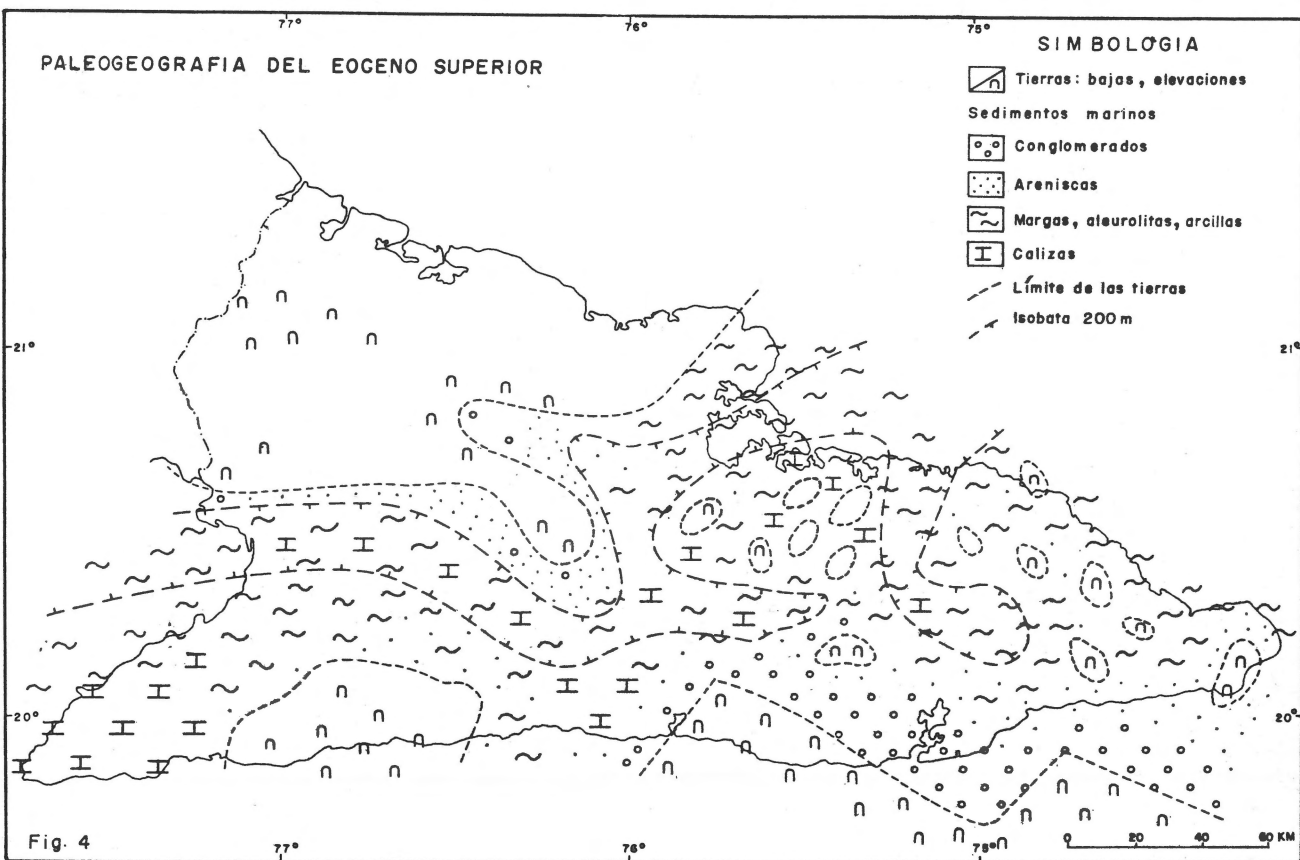 77°
76°
75°
PALEOGEOGRAFIA DEL EOCENO SUPERIOR
SIMBOLOGIA
Tierras: bajas, elevaciones
Sedimentos marinos
Conglomerados
Areniscas
Margas, aleurolitas, arcillas
Calizas
Límite de las tierras
Isobata 200 m
21°
21°
20°
20°
Fig. 4
77°
76°
75°
0 20 40 60 KM